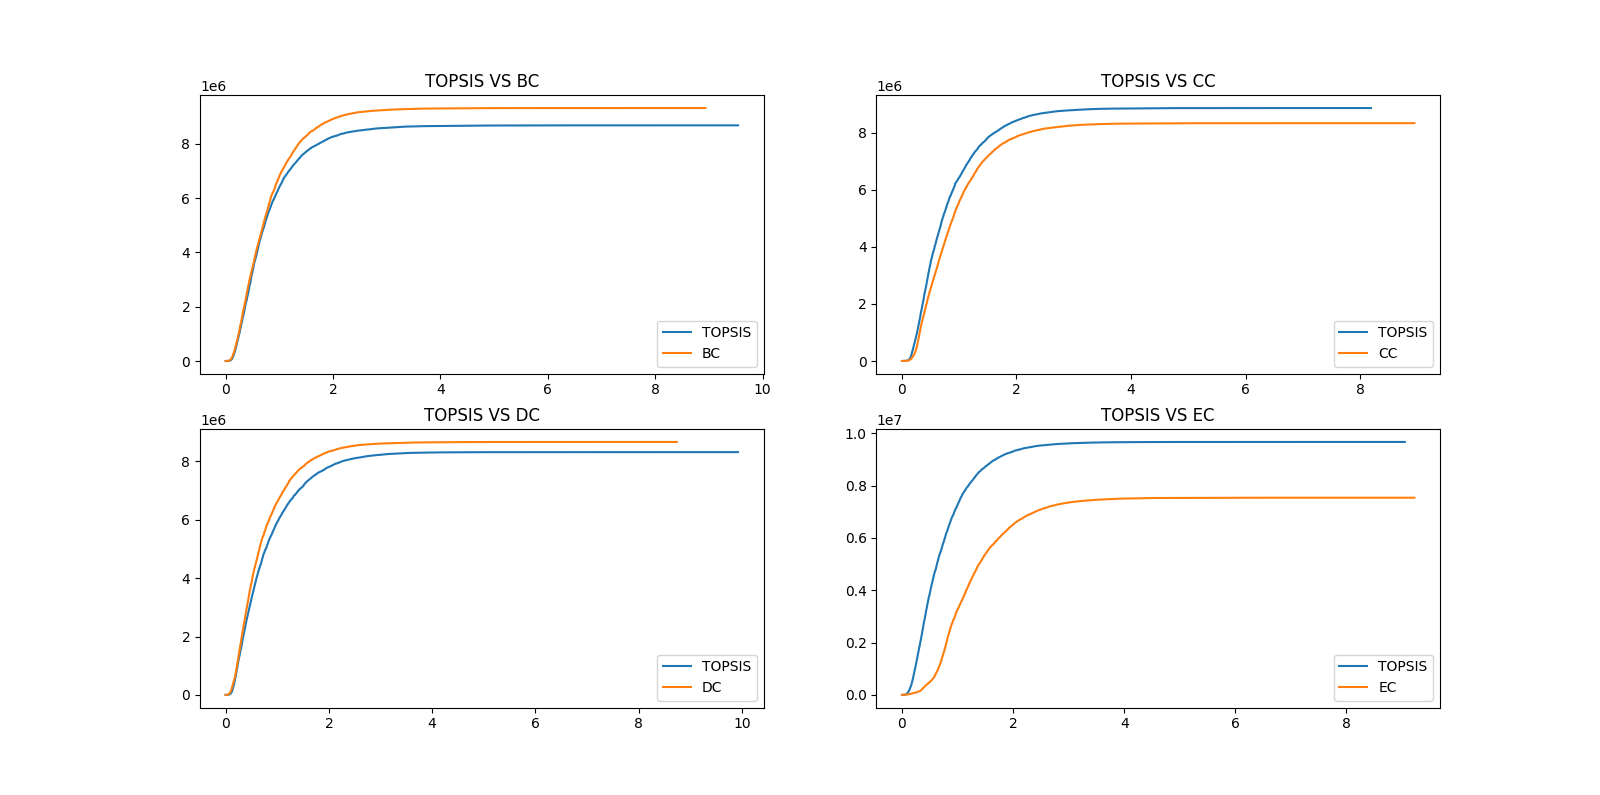 TOPSIS VS BC
1e6
8
6
4
2
0
0 2 4 6 8 10
TOPSIS
BC
TOPSIS VS CC
1e6
8
6
4
2
0
0 2 4 6 8
TOPSIS
CC
TOPSIS VS DC
1e6
8
6
4
2
0
0 2 4 6 8 10
TOPSIS
DC
TOPSIS VS EC
1e7
1.0
0.8
0.6
0.4
0.2
0.0
0 2 4 6 8
TOPSIS
EC